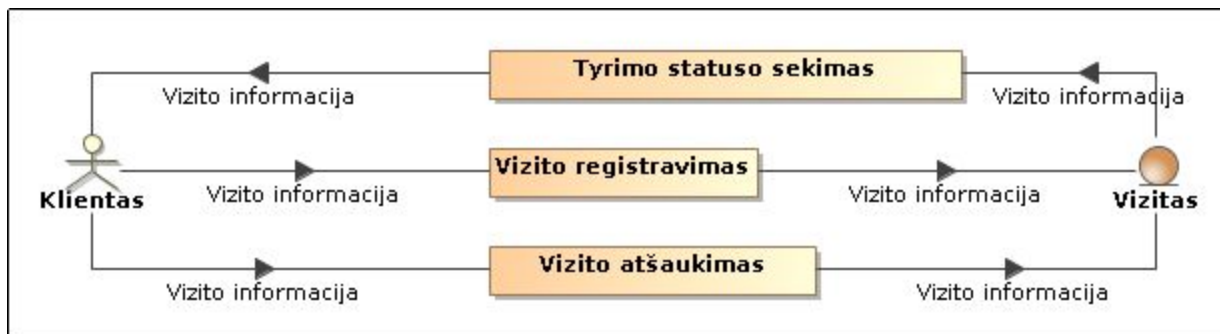 Tyrimo statuso sekimas
Vizito informacija
Vizito informacija
Vizito registravimas
Klientas
Vizito informacija
Vizito informacija
Vizitas
Vizito atšaukimas
Vizito informacija
Vizito informacija